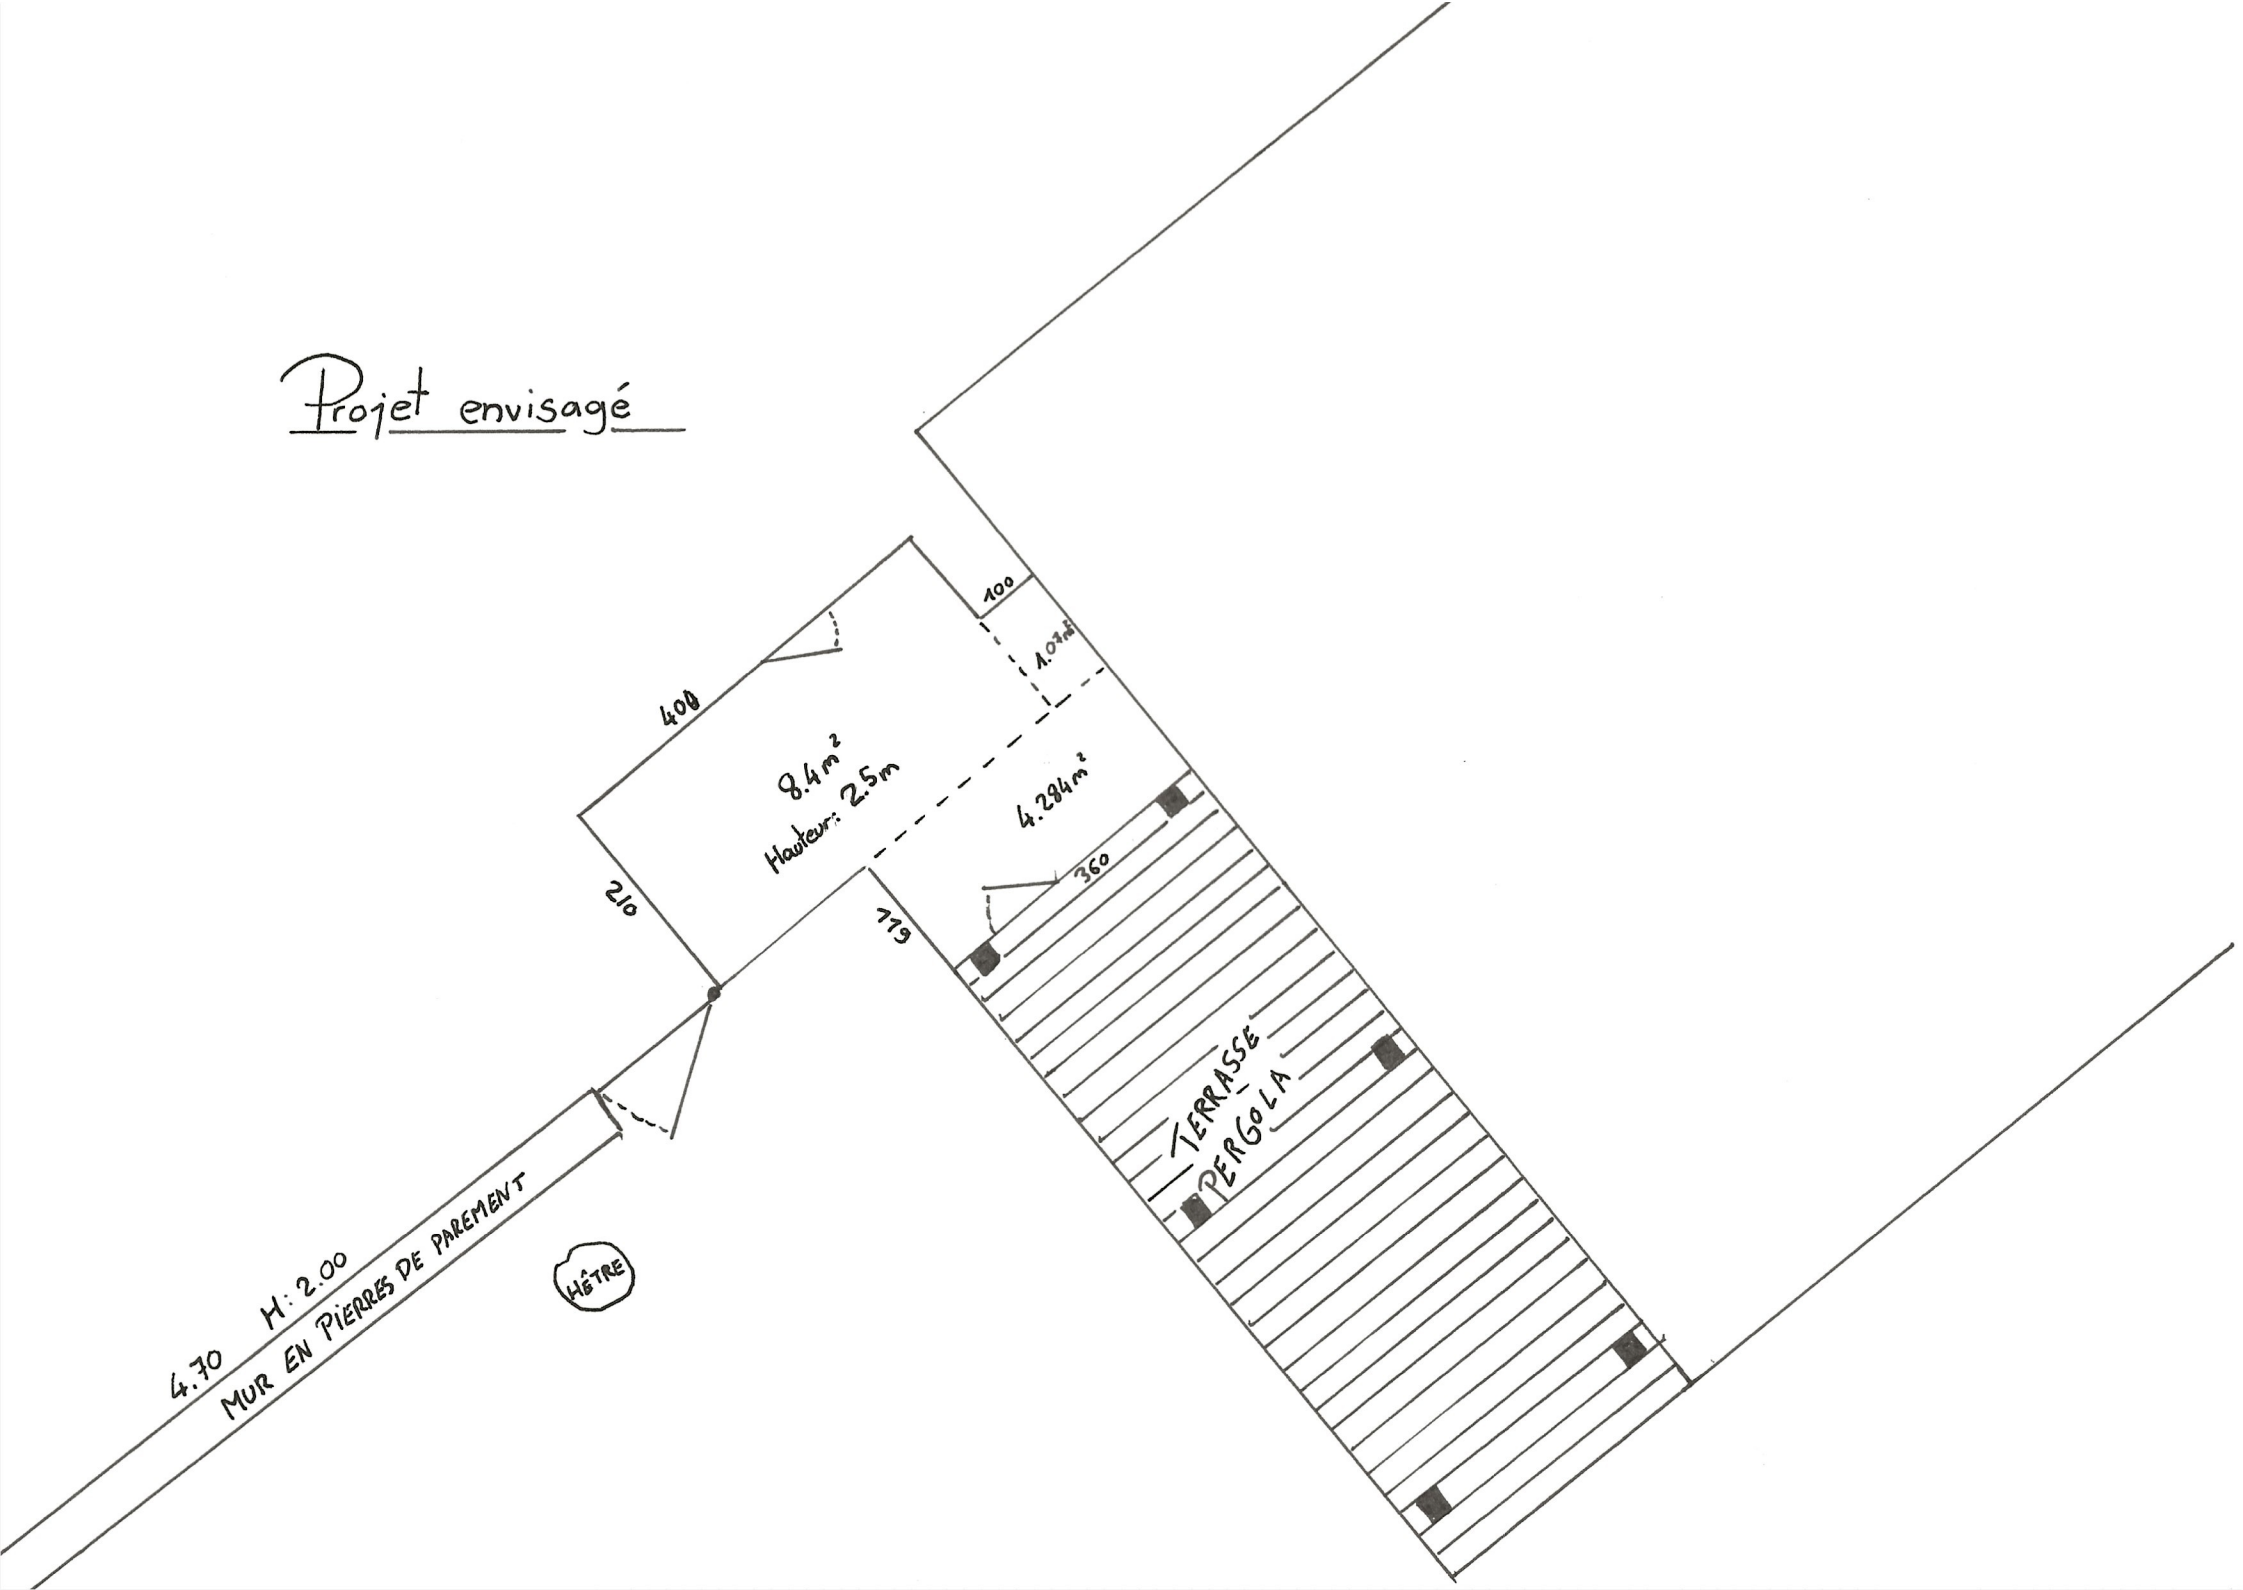 Projet envisagé
100
1.07m²
400
8.4m²
Hauteur: 2.5m
4.284m²
210
119
360
TERRASSE
PERGOLA
4.70 H: 2.00
MUR EN PIERRES DE PAREMENT
HÊTRE